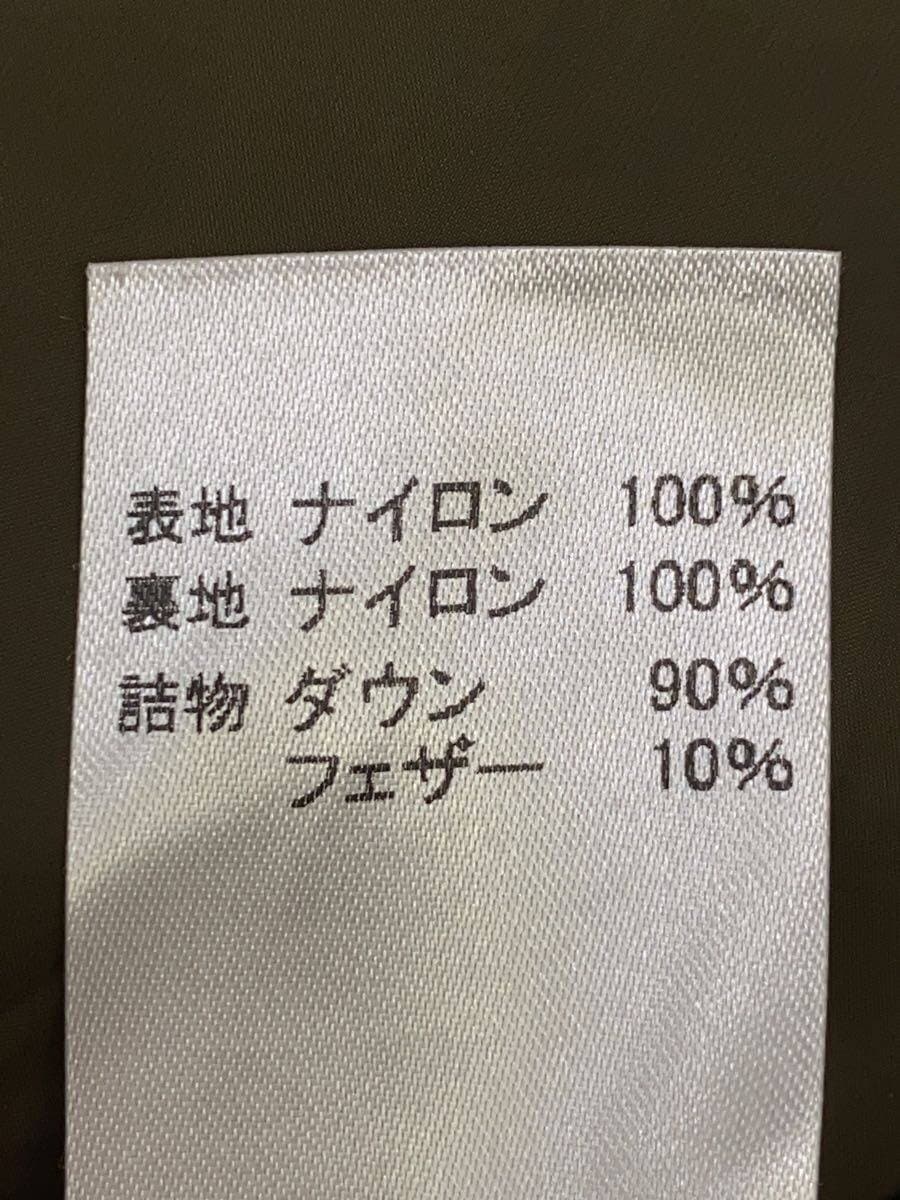 表地 ナイロン 100%
裏地 ナイロン 100%
詰物 ダウン 90%
フェザー 10%